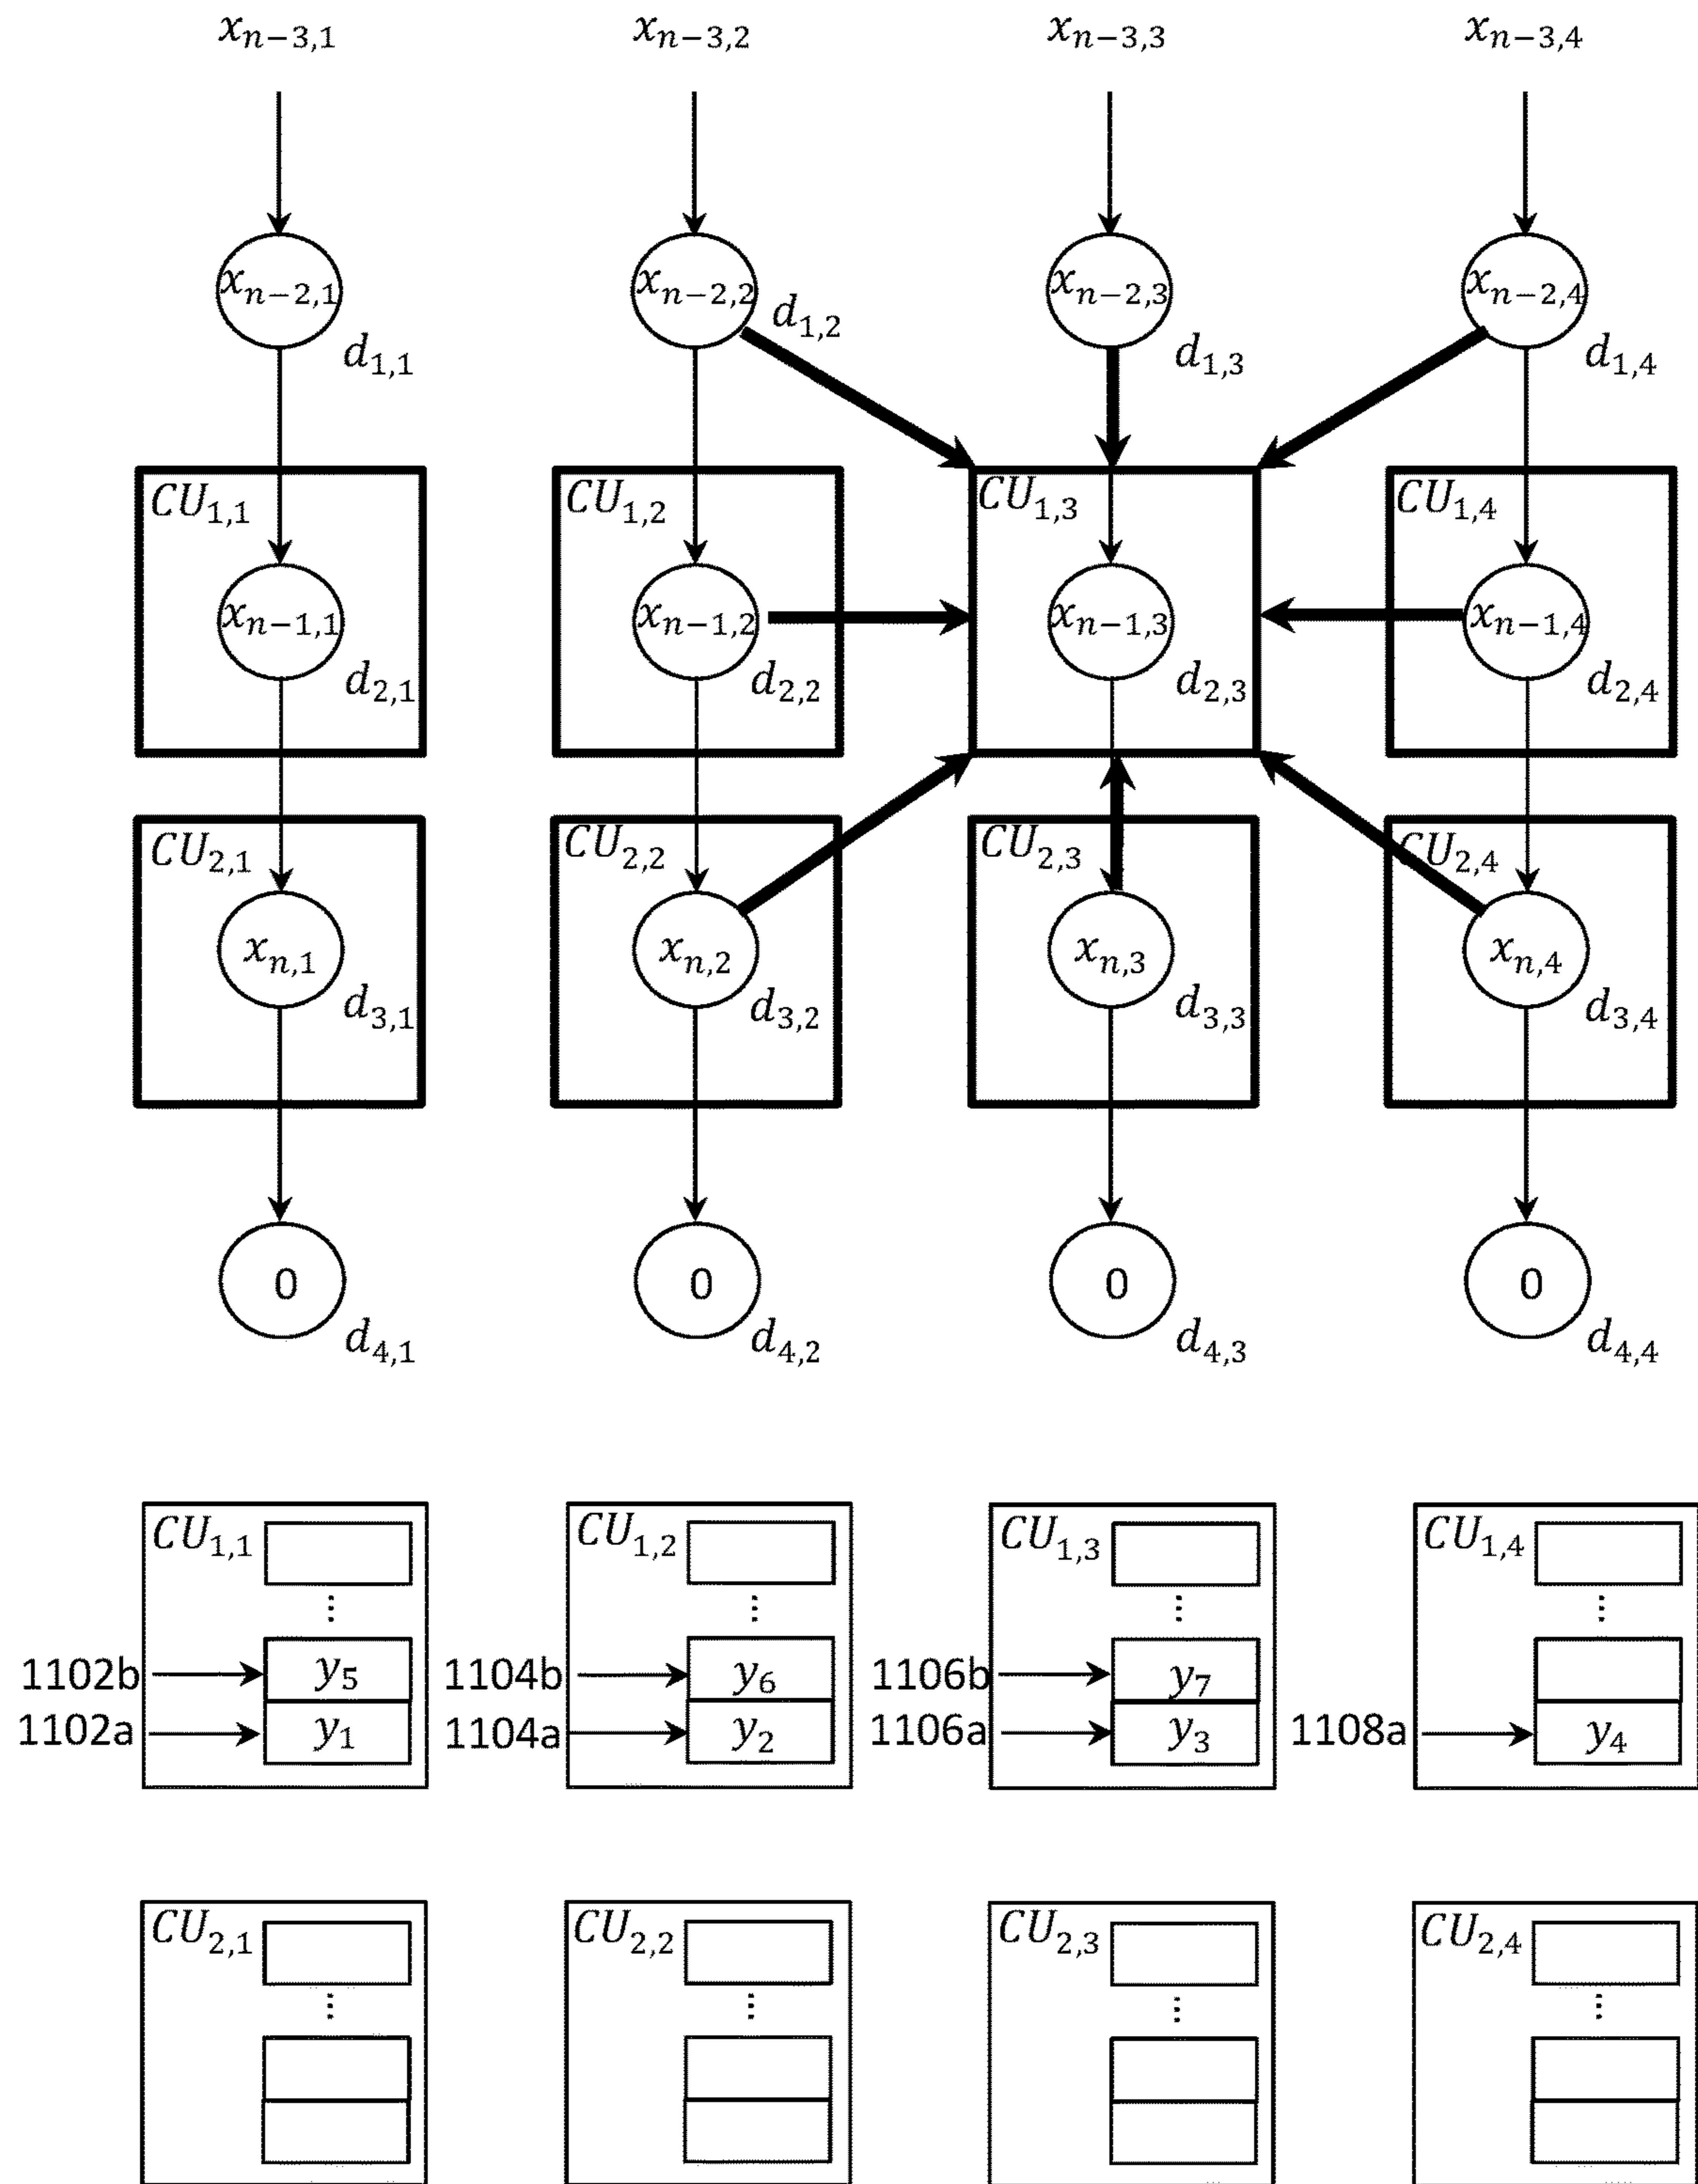 x_{n−3,1} x_{n−3,2} x_{n−3,3} x_{n−3,4}
x_{n−2,1} x_{n−2,2} d_{1,2} x_{n−2,3} x_{n−2,4}
d_{1,1} d_{1,3} d_{1,4}
CU_{1,1} CU_{1,2} CU_{1,3} CU_{1,4}
x_{n−1,1} x_{n−1,2} x_{n−1,3} x_{n−1,4}
d_{2,1} d_{2,2} d_{2,3} d_{2,4}
CU_{2,1} CU_{2,2} CU_{2,3} CU_{2,4}
x_{n,1} x_{n,2} x_{n,3} x_{n,4}
d_{3,1} d_{3,2} d_{3,3} d_{3,4}
0 0 0 0
d_{4,1} d_{4,2} d_{4,3} d_{4,4}
CU_{1,1} CU_{1,2} CU_{1,3} CU_{1,4}
⋮ ⋮ ⋮ ⋮
1102b y_5 1104b y_6 1106b y_7
1102a y_1 1104a y_2 1106a y_3 1108a y_4
CU_{2,1} CU_{2,2} CU_{2,3} CU_{2,4}
⋮ ⋮ ⋮ ⋮